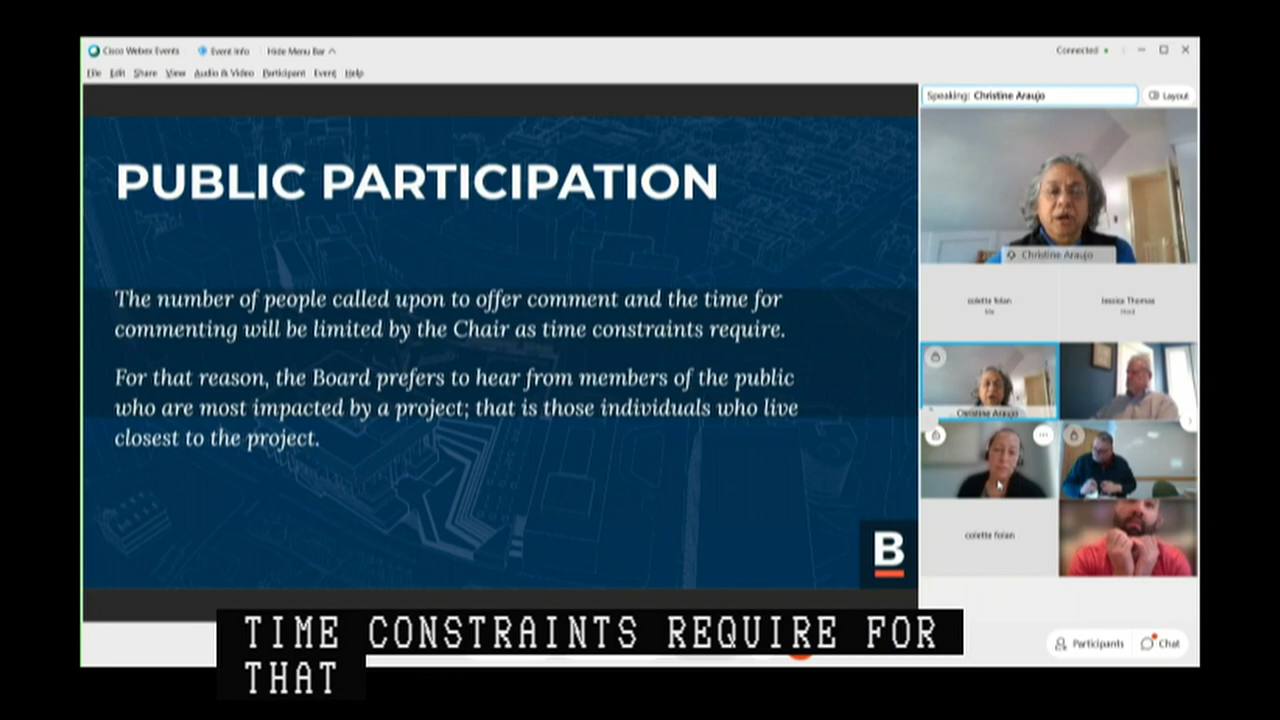 Cisco Webex Events
Event Info
Hide Menu Bar
Connected
File Edit Share View Audio & Video Participant Event Help
Speaking: Christine Araujo
Layout
PUBLIC PARTICIPATION
Christine Araujo
colette folan
Me
Jessica Thomas
Host
The number of people called upon to offer comment and the time for
commenting will be limited by the Chair as time constraints require.
For that reason, the Board prefers to hear from members of the public
who are most impacted by a project; that is those individuals who live
closest to the project.
Christine Araujo
colette folan
B
TIME CONSTRAINTS REQUIRE FOR
THAT
Participants
Chat